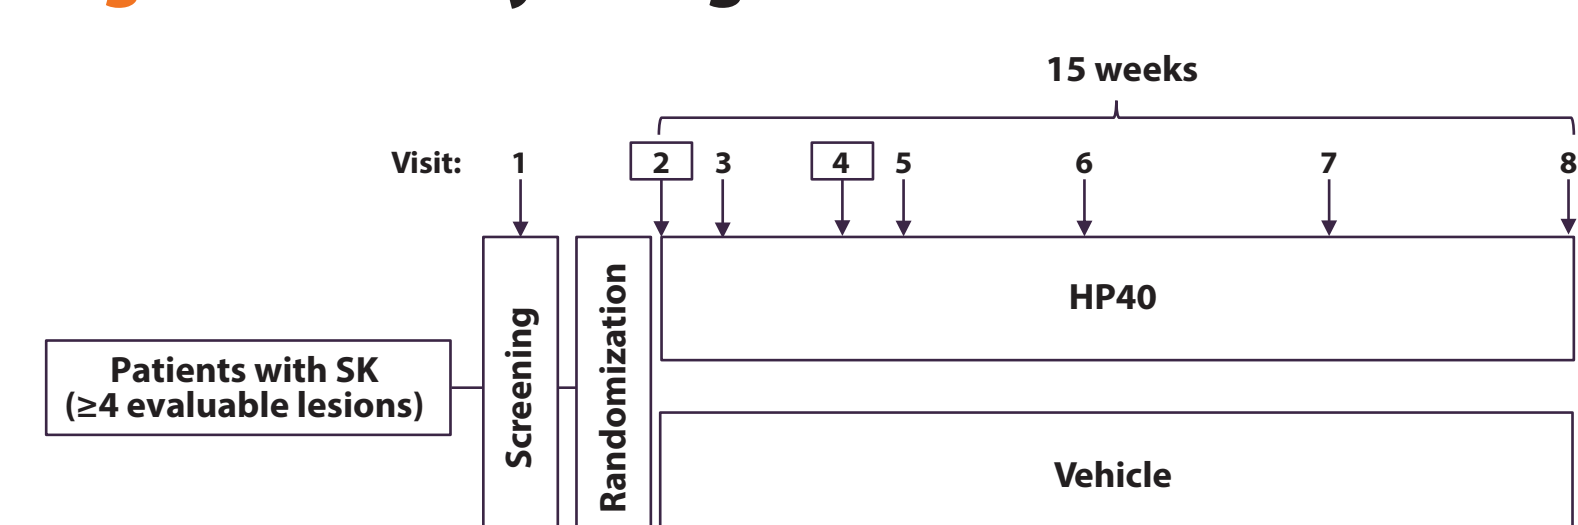 15 weeks
Visit: 1 2 3 4 5 6 7 8
HP40
Screening
Randomization
Patients with SK
(≥4 evaluable lesions)
Vehicle